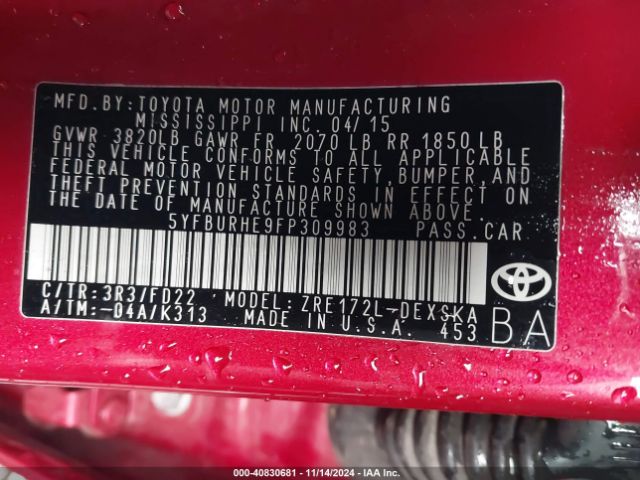 MFD.BY:TOYOTA MOTOR MANUFACTURING
MISSISSIPPI INC. 04/15
GVWR 3820LB GAWR FR 2070 LB RR 1850 LB
THIS VEHICLE CONFORMS TO ALL APPLICABLE
FEDERAL MOTOR VEHICLE SAFETY, BUMPER, AND
THEFT PREVENTION STANDARDS IN EFFECT ON
THE DATE OF MANUFACTURE SHOWN ABOVE.
5YFBURHE9FP309983 PASS.CAR
C/TR:3R3/FD22 MODEL:ZRE172L-DEXSKA
A/TM:-04A/K313 MADE IN U.S.A. 453
BA
000-40830681 | 11/14/2024 | IAA Inc.